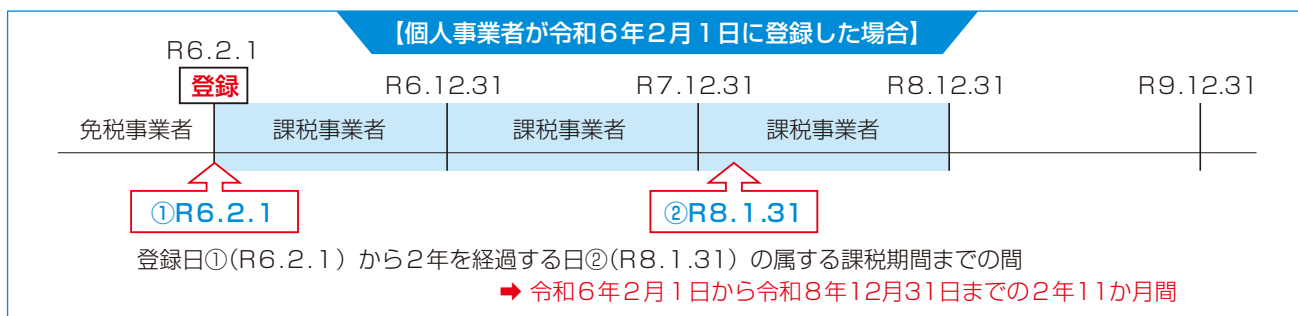 【個人事業者が令和6年2月1日に登録した場合】
R6.2.1
登録
R6.12.31
R7.12.31
R8.12.31
R9.12.31
免税事業者
課税事業者
課税事業者
課税事業者
①R6.2.1
②R8.1.31
登録日①(R6.2.1)から2年を経過する日②(R8.1.31)の属する課税期間までの間
➡ 令和6年2月1日から令和8年12月31日までの2年11か月間